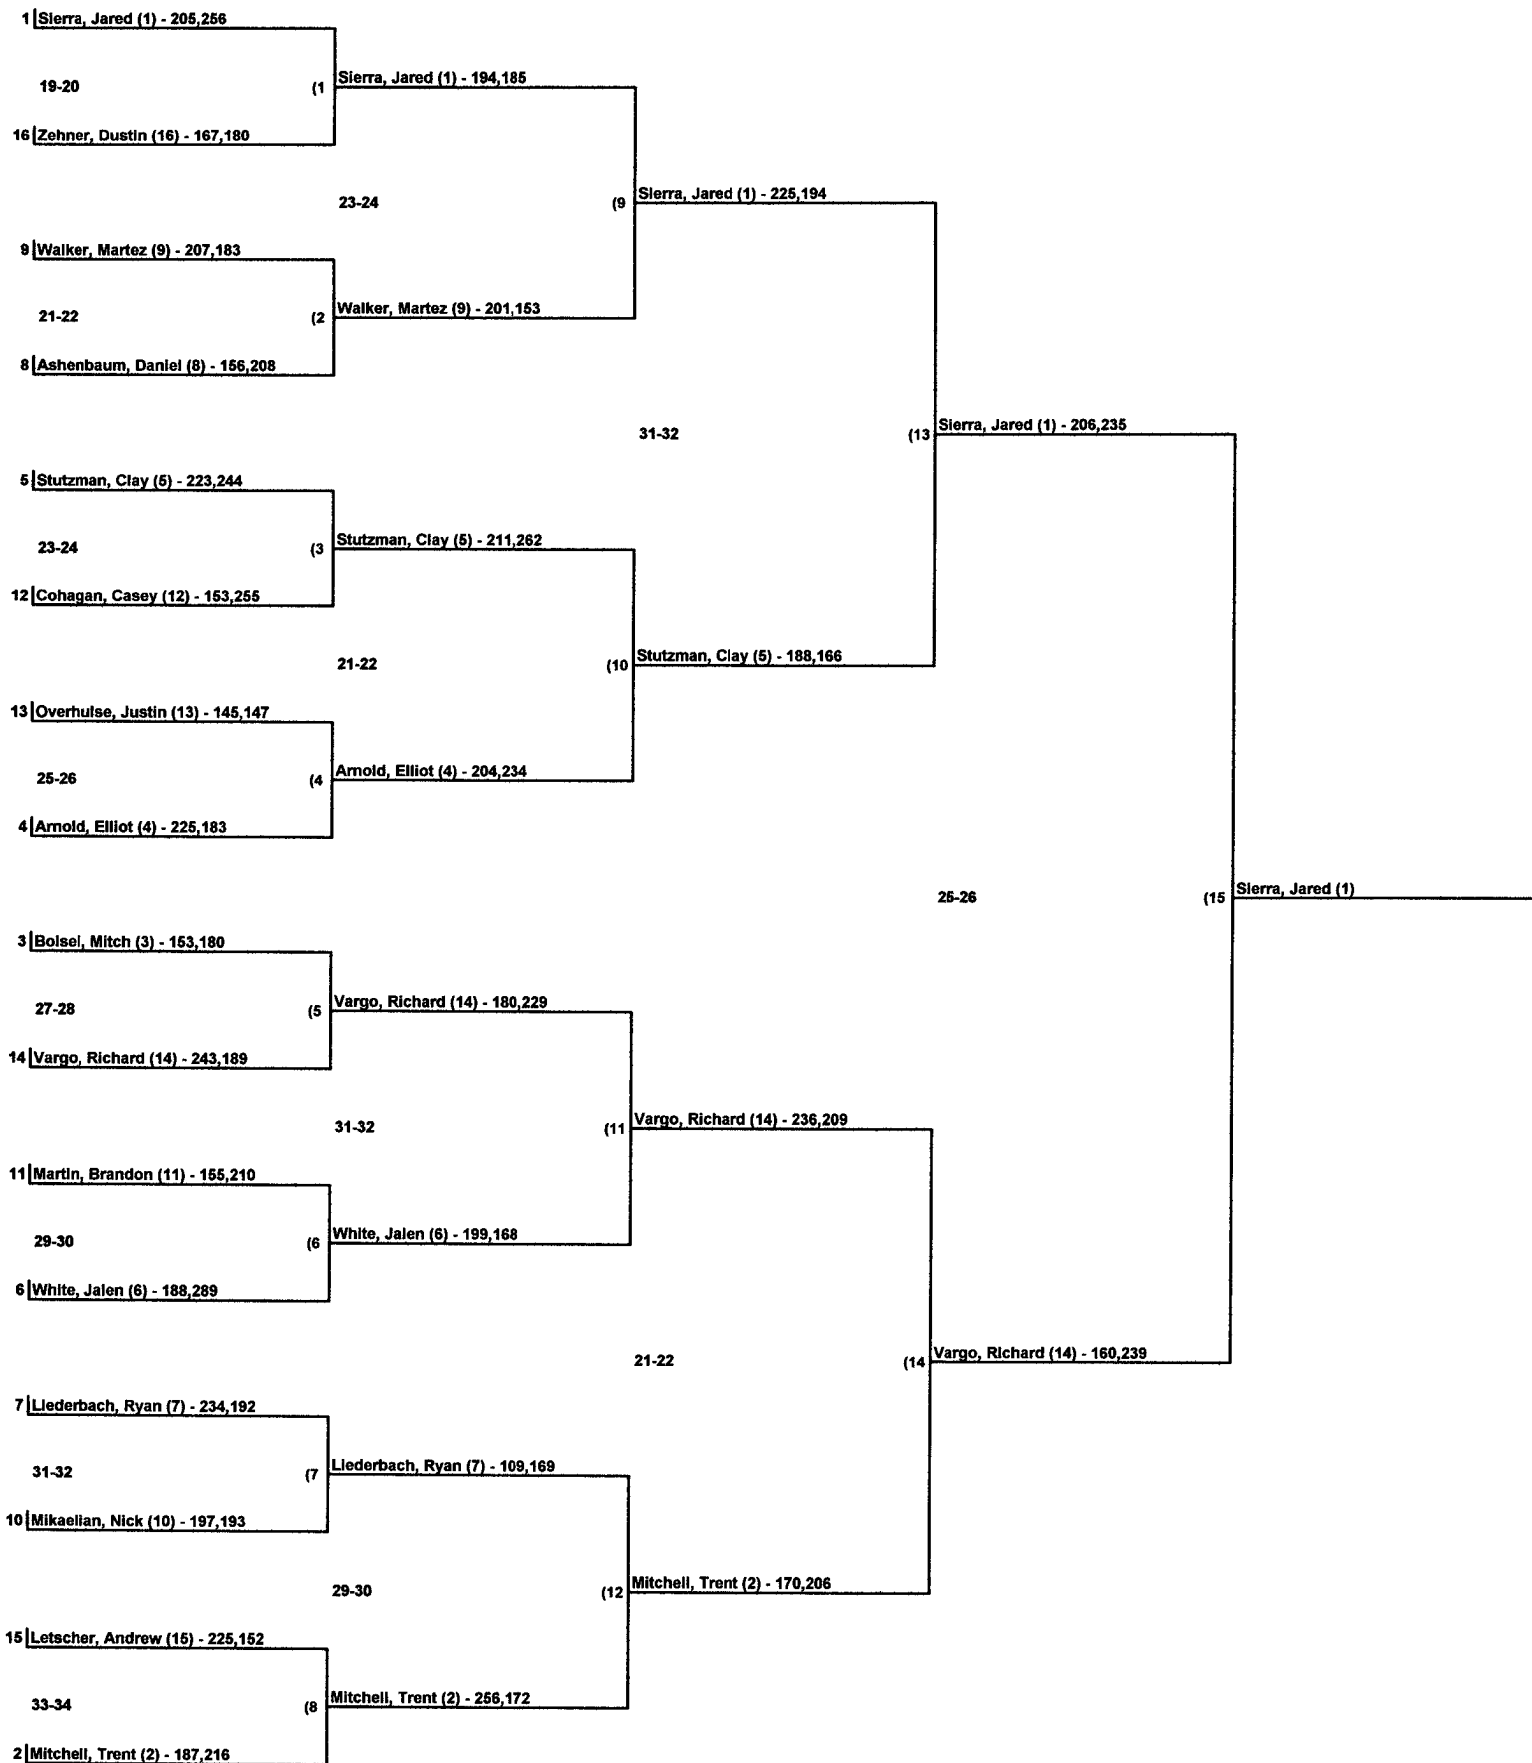 1 Sierra, Jared (1) - 205,256
19-20 (1 Sierra, Jared (1) - 194,185
16 Zehner, Dustin (16) - 167,180
23-24 (9 Sierra, Jared (1) - 225,194
9 Walker, Martez (9) - 207,183
21-22 (2 Walker, Martez (9) - 201,153
8 Ashenbaum, Daniel (8) - 156,208
31-32 (13 Sierra, Jared (1) - 206,235
5 Stutzman, Clay (5) - 223,244
23-24 (3 Stutzman, Clay (5) - 211,262
12 Cohagan, Casey (12) - 153,255
21-22 (10 Stutzman, Clay (5) - 188,166
13 Overhulse, Justin (13) - 145,147
25-26 (4 Arnold, Elliot (4) - 204,234
4 Arnold, Elliot (4) - 225,183
25-26 (15 Sierra, Jared (1)
3 Boisel, Mitch (3) - 153,180
27-28 (5 Vargo, Richard (14) - 180,229
14 Vargo, Richard (14) - 243,189
31-32 (11 Vargo, Richard (14) - 236,209
11 Martin, Brandon (11) - 155,210
29-30 (6 White, Jalen (6) - 199,168
6 White, Jalen (6) - 188,289
21-22 (14 Vargo, Richard (14) - 160,239
7 Liederbach, Ryan (7) - 234,192
31-32 (7 Liederbach, Ryan (7) - 109,169
10 Mikaelian, Nick (10) - 197,193
29-30 (12 Mitchell, Trent (2) - 170,206
15 Letscher, Andrew (15) - 225,152
33-34 (8 Mitchell, Trent (2) - 256,172
2 Mitchell, Trent (2) - 187,216